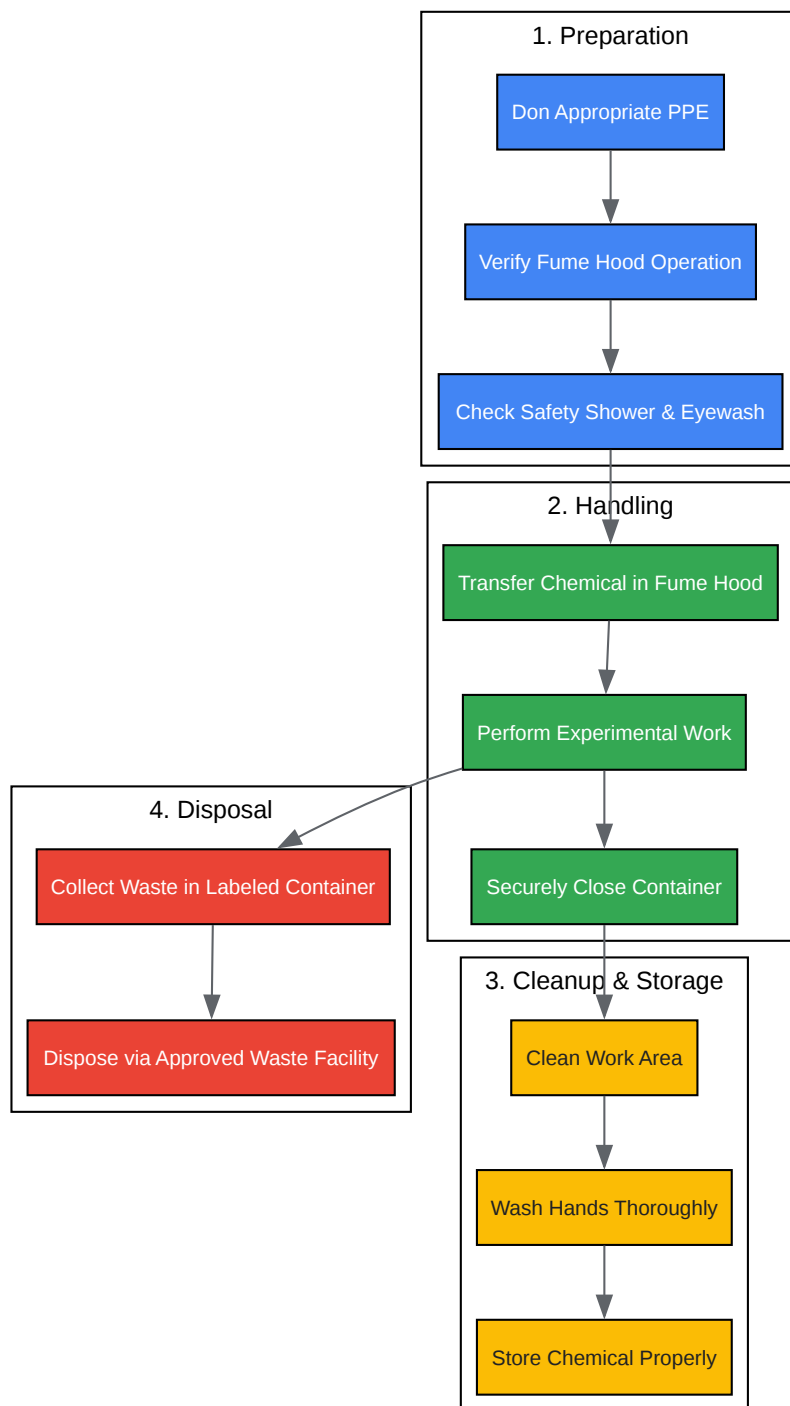 1. Preparation
Don Appropriate PPE
Verify Fume Hood Operation
Check Safety Shower & Eyewash
2. Handling
Transfer Chemical in Fume Hood
Perform Experimental Work
Securely Close Container
4. Disposal
Collect Waste in Labeled Container
Dispose via Approved Waste Facility
3. Cleanup & Storage
Clean Work Area
Wash Hands Thoroughly
Store Chemical Properly